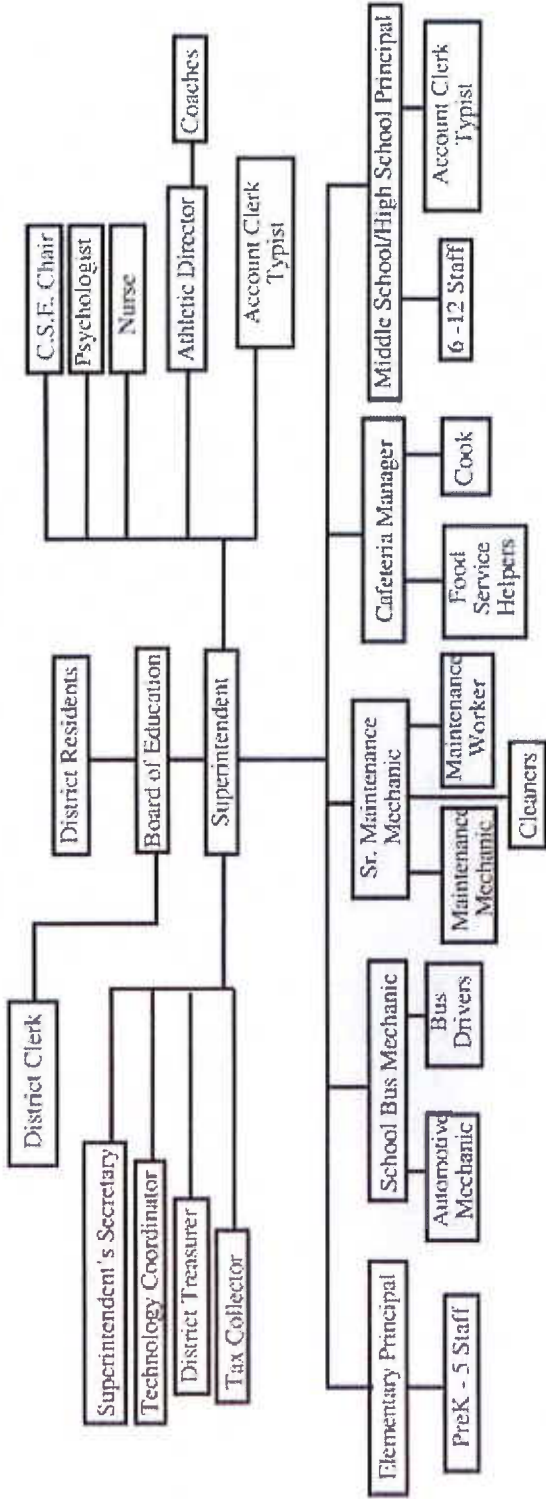 District Clerk
District Residents
Board of Education
Superintendent
Superintendent's Secretary
Technology Coordinator
District Treasurer
Tax Collector
C.S.E. Chair
Psychologist
Nurse
Athletic Director
Coaches
Account Clerk
Typist
Elementary Principal
PreK - 5 Staff
School Bus Mechanic
Automotive
Mechanic
Bus
Drivers
Sr. Maintenance
Mechanic
Maintenance
Mechanic
Maintenance
Worker
Cleaners
Cafeteria Manager
Food
Service
Helpers
Cook
Middle School/High School Principal
6 -12 Staff
Account Clerk
Typist